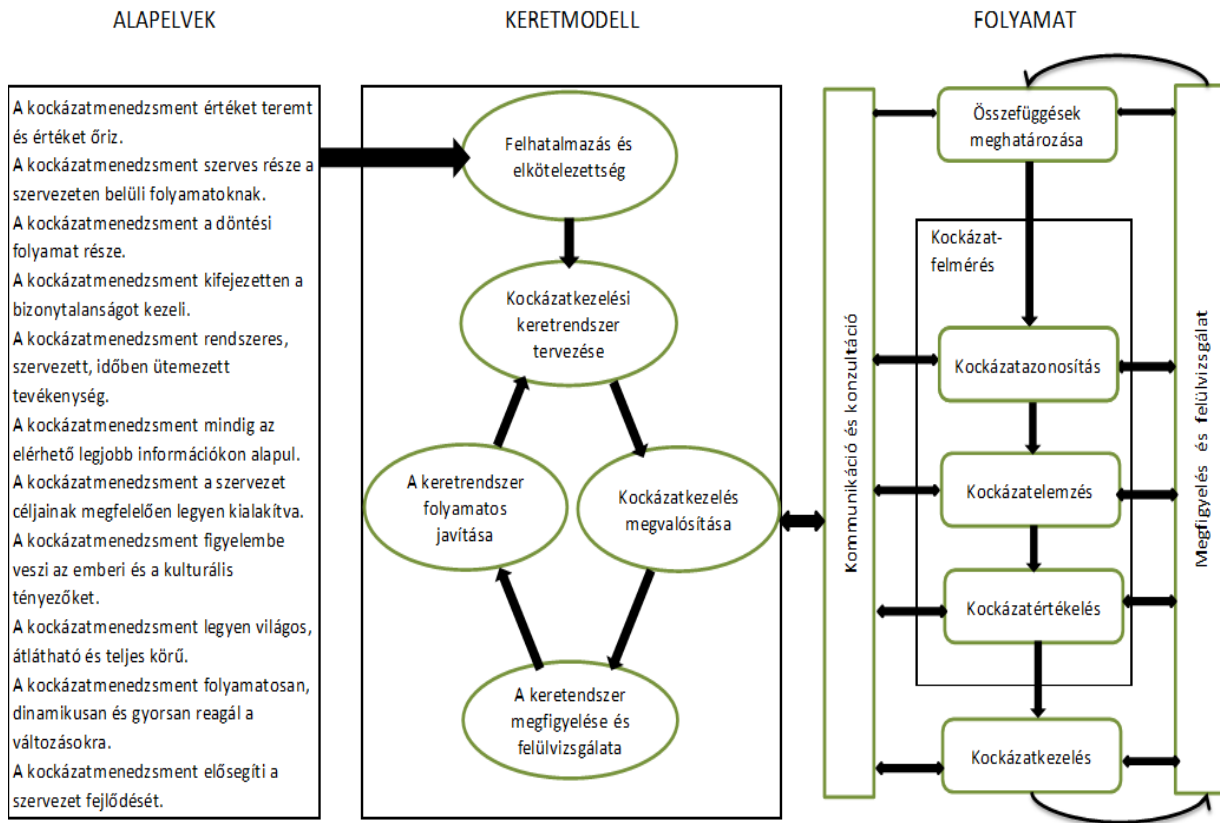 ALAPELVEK
KERETMODELL
FOLYAMAT
A kockázatmenedzsment értéket teremt
és értéket őriz.
A kockázatmenedzsment szerves része a
szervezeten belüli folyamatoknak.
A kockázatmenedzsment a döntési
folyamat része.
A kockázatmenedzsment kifejezetten a
bizonytalanságot kezeli.
A kockázatmenedzsment rendszeres,
szervezett, időben ütemezett
tevékenység.
A kockázatmenedzsment mindig az
elérhető legjobb információkon alapul.
A kockázatmenedzsment a szervezet
céljainak megfelelően legyen kialakítva.
A kockázatmenedzsment figyelembe
veszi az emberi és a kulturális
tényezőket.
A kockázatmenedzsment legyen világos,
átlátható és teljes körű.
A kockázatmenedzsment folyamatosan,
dinamikusan és gyorsan reagál a
változásokra.
A kockázatmenedzsment elősegíti a
szervezet fejlődését.
Felhatalmazás és
elkötelezettség
Kockázatkezelési
keretrendszer
tervezése
A keretrendszer
folyamatos
javítása
Kockázatkezelés
megvalósítása
A keretendszer
megfigyelése és
felülvizsgálata
Kommunikáció és konzultáció
Összefüggések
meghatározása
Kockázat-
felmérés
Kockázatazonosítás
Kockázatelemzés
Kockázatértékelés
Kockázatkezelés
Megfigyelés és felülvizsgálat